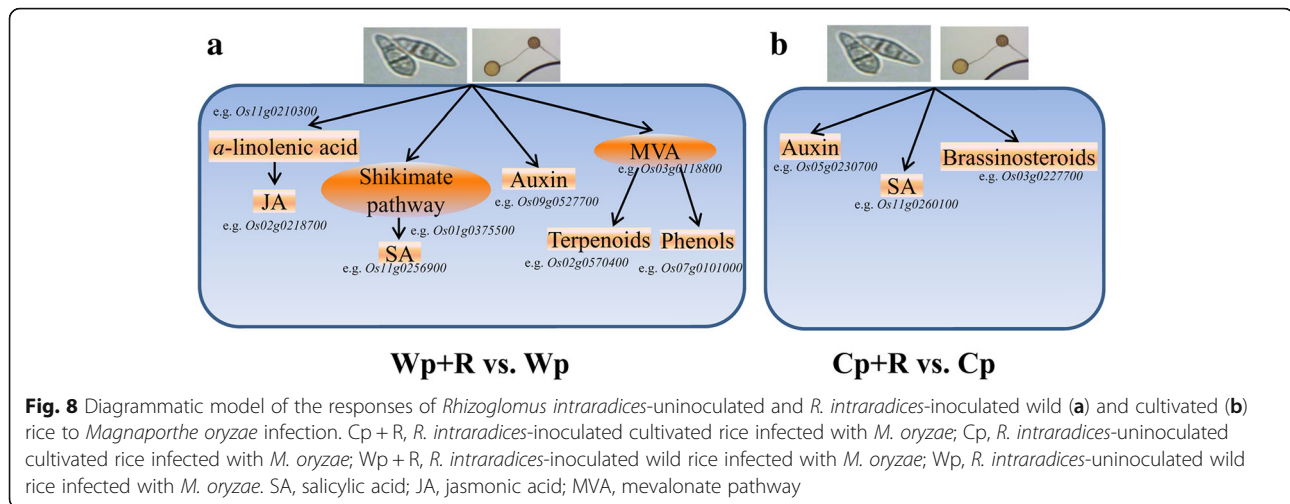 a
b
e.g. Os11g0210300
a-linolenic acid
JA
e.g. Os02g0218700
Shikimate
pathway
e.g. Os01g0375500
SA
e.g. Os11g0256900
Auxin
e.g. Os09g0527700
MVA
e.g. Os03g0118800
Terpenoids
e.g. Os02g0570400
Phenols
e.g. Os07g0101000
Auxin
e.g. Os05g0230700
SA
e.g. Os11g0260100
Brassinosteroids
e.g. Os03g0227700
Wp+R vs. Wp
Cp+R vs. Cp
Fig. 8 Diagrammatic model of the responses of Rhizoglomus intraradices-uninoculated and R. intraradices-inoculated wild (a) and cultivated (b)
rice to Magnaporthe oryzae infection. Cp + R, R. intraradices-inoculated cultivated rice infected with M. oryzae; Cp, R. intraradices-uninoculated
cultivated rice infected with M. oryzae; Wp + R, R. intraradices-inoculated wild rice infected with M. oryzae; Wp, R. intraradices-uninoculated wild
rice infected with M. oryzae. SA, salicylic acid; JA, jasmonic acid; MVA, mevalonate pathway